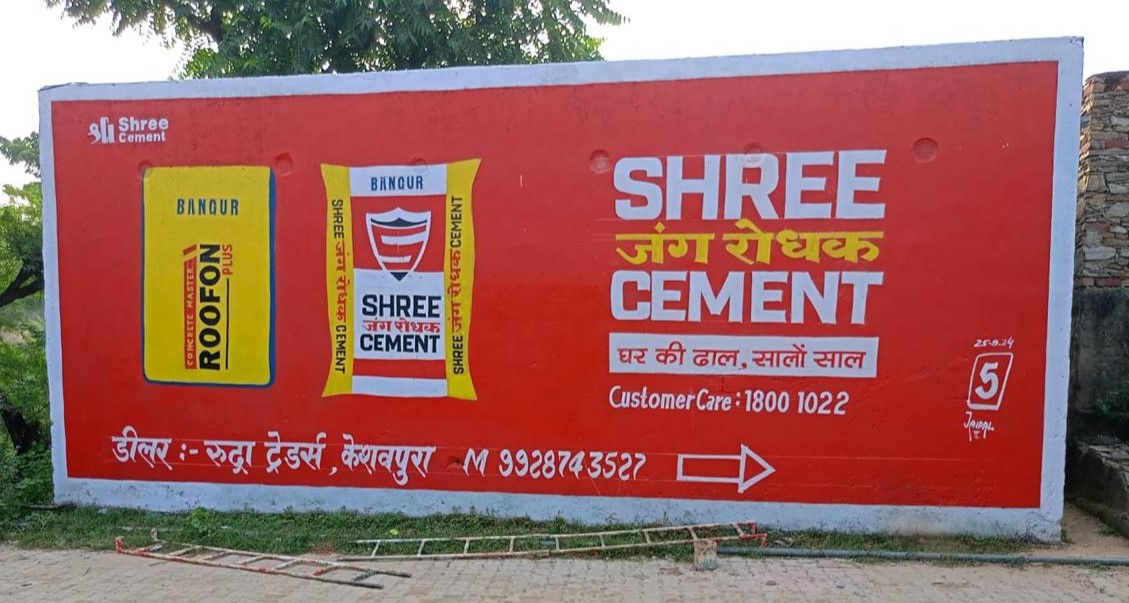 श्री Shree
Cement
BANGUR
CONCRETE MASTER
ROOFON
PLUS
BANGUR
SHREE जंग रोधक CEMENT
SHREE
जंग रोधक
CEMENT
SHREE जंग रोधक CEMENT
SHREE
जंग रोधक
CEMENT
घर की ढाल, सालों साल
Customer Care : 1800 1022
25-9-24
5
JAIPAL
डीलर :- रुद्रा ट्रेडर्स , केशवपुरा M 9928743527